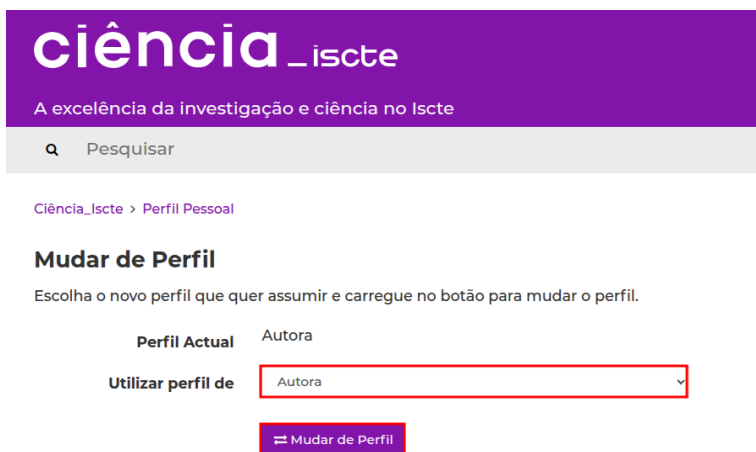 ciência_iscte
A excelência da investigação e ciência no Iscte
Pesquisar
Ciência_Iscte > Perfil Pessoal
Mudar de Perfil
Escolha o novo perfil que quer assumir e carregue no botão para mudar o perfil.
Perfil Actual Autora
Utilizar perfil de Autora
Mudar de Perfil